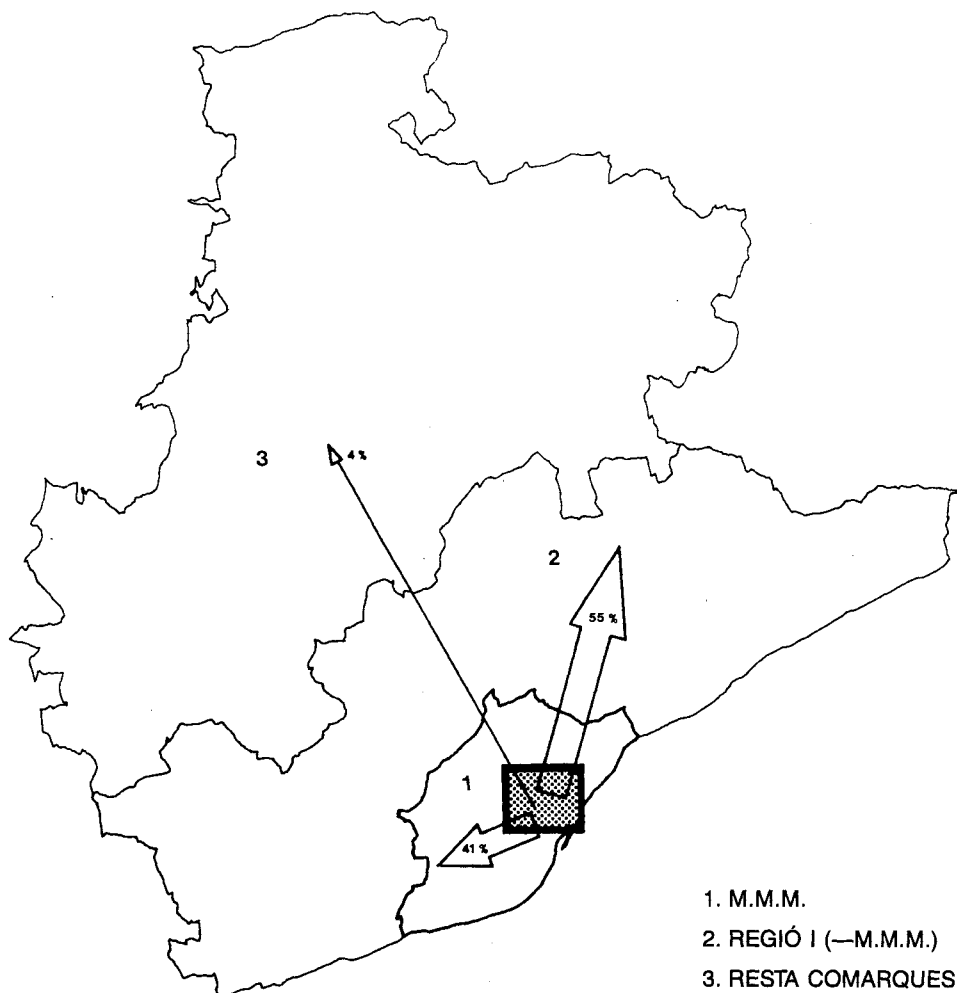 3
4 %
2
55 %
1
41 %
1. M.M.M.
2. REGIÓ I (—M.M.M.)
3. RESTA COMARQUES